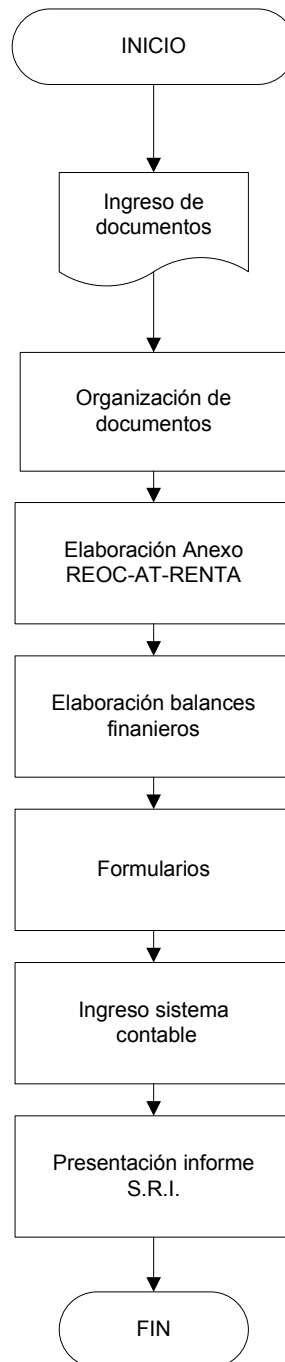 INICIO
Ingreso de
documentos
Organización de
documentos
Elaboración Anexo
REOC-AT-RENTA
Elaboración balances
finanieros
Formularios
Ingreso sistema
contable
Presentación informe
S.R.I.
FIN